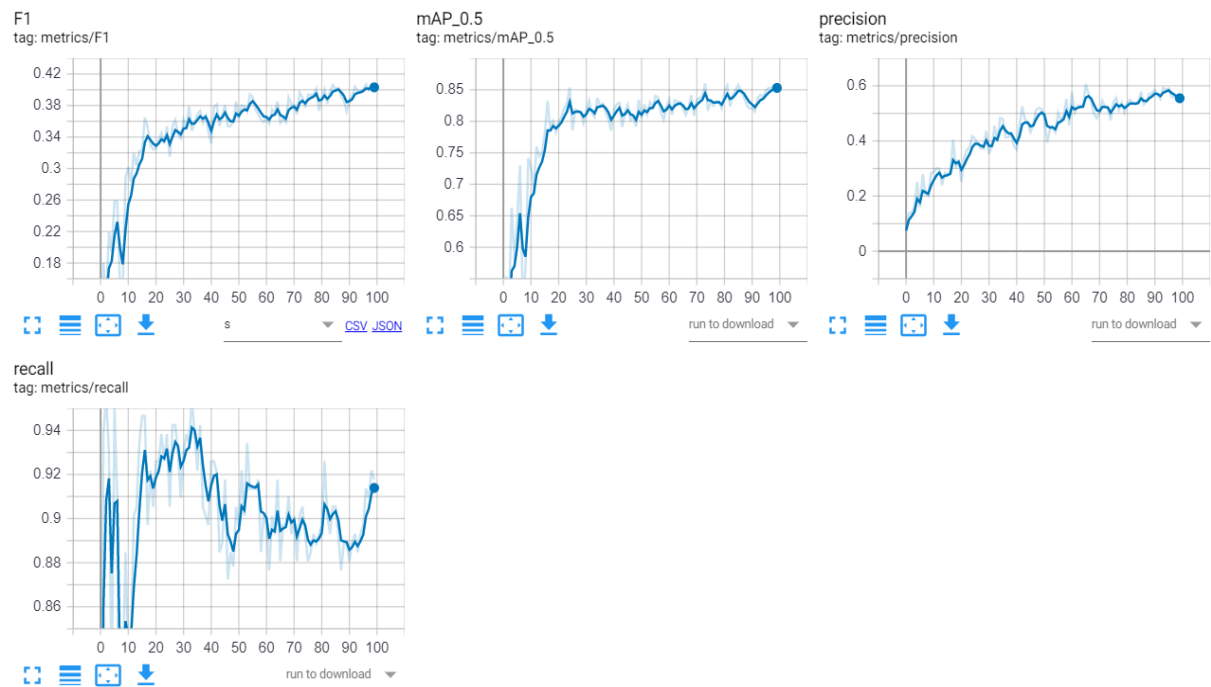 F1
tag: metrics/F1
0.42
0.38
0.34
0.3
0.26
0.22
0.18
0 10 20 30 40 50 60 70 80 90 100
s
CSV JSON
mAP_0.5
tag: metrics/mAP_0.5
0.85
0.8
0.75
0.7
0.65
0.6
0 10 20 30 40 50 60 70 80 90 100
run to download
precision
tag: metrics/precision
0.6
0.4
0.2
0
0 10 20 30 40 50 60 70 80 90 100
run to download
recall
tag: metrics/recall
0.94
0.92
0.9
0.88
0.86
0 10 20 30 40 50 60 70 80 90 100
run to download